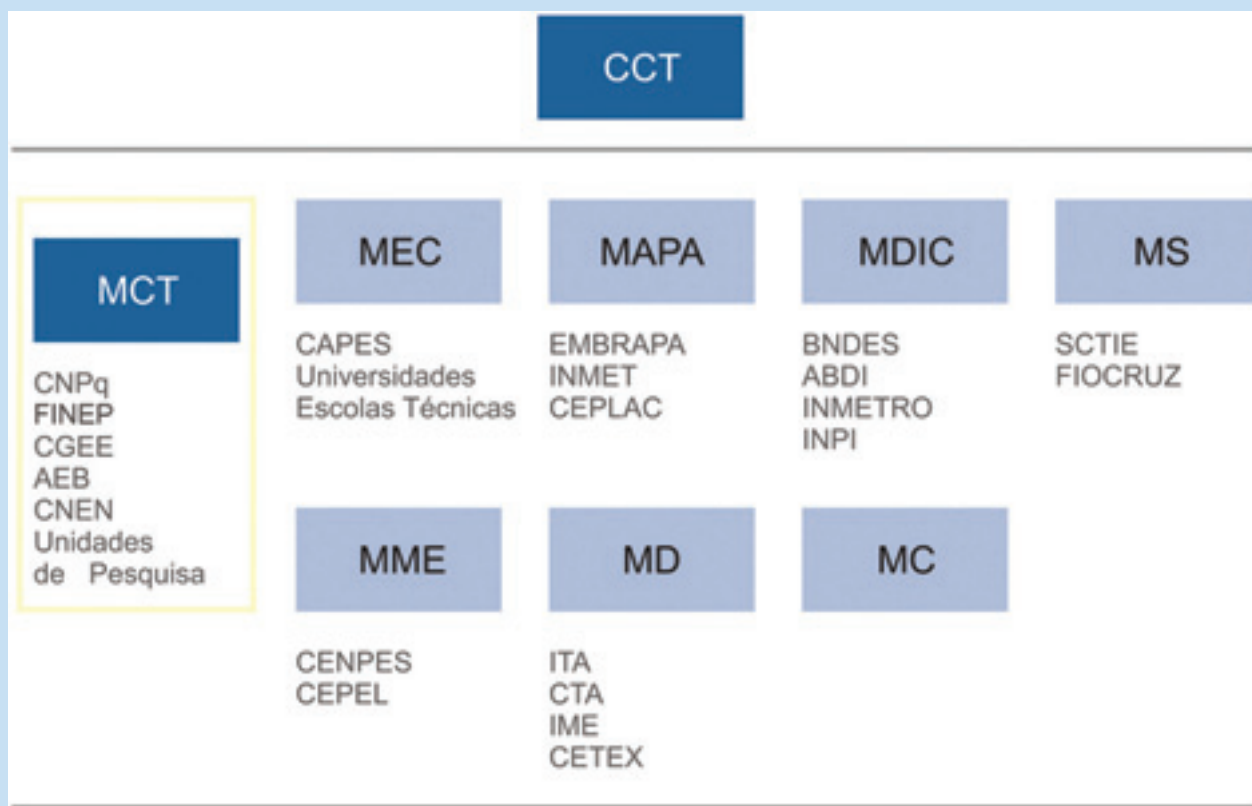 CCT
MCT
CNPq
FINEP
CGEE
AEB
CNEN
Unidades
de Pesquisa
MEC
CAPES
Universidades
Escolas Técnicas
MAPA
EMBRAPA
INMET
CEPLAC
MDIC
BNDES
ABDI
INMETRO
INPI
MS
SCTIE
FIOCRUZ
MME
CENPES
CEPEL
MD
ITA
CTA
IME
CETEX
MC